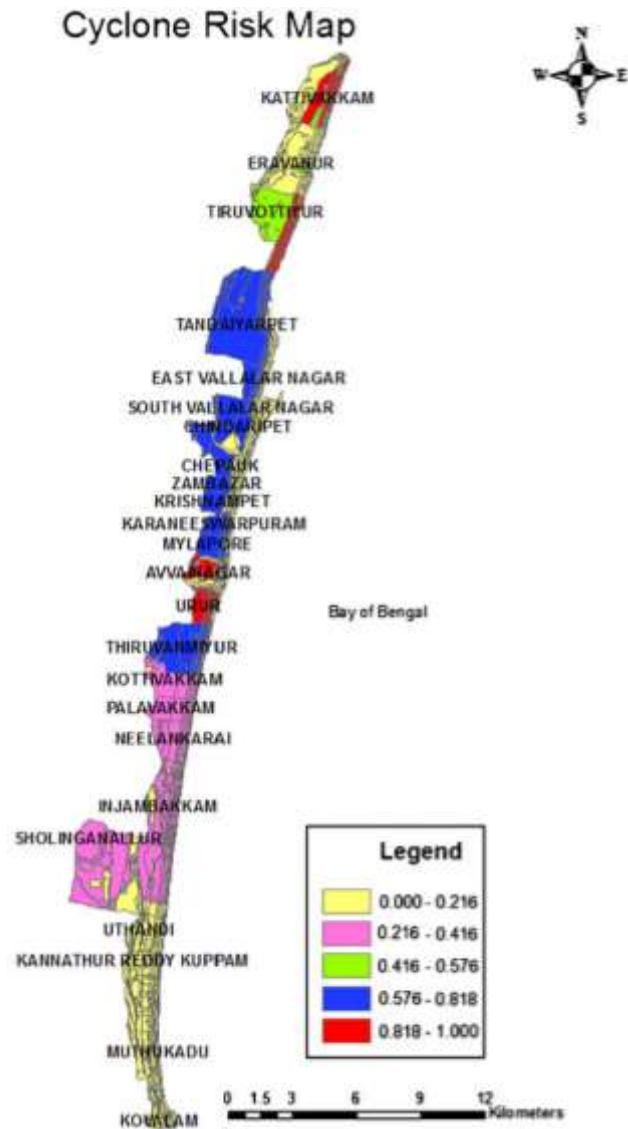 Cyclone Risk Map
N
W
E
S
KATTIVAKKAM
ERAVANUR
TIRUVOTTIYUR
TANDAIYARPET
EAST VALLALAR NAGAR
SOUTH VALLALAR NAGAR
CHINDARIPET
CHEPAUK
ZAMBAZAR
KRISHNAMPET
KARANEESWARPURAM
MYLAPORE
AVVAINAGAR
URUR
Bay of Bengal
THIRUVANMIYUR
KOTTIVAKKAM
PALAVAKKAM
NEELANKARAI
INJAMBAKKAM
SHOLINGANALLUR
UTHANDI
KANNATHUR REDDY KUPPAM
MUTHUKADU
KOVALAM
Legend
0.000 - 0.216
0.216 - 0.416
0.416 - 0.576
0.576 - 0.818
0.818 - 1.000
0 1.5 3 6 9 12
Kilometers